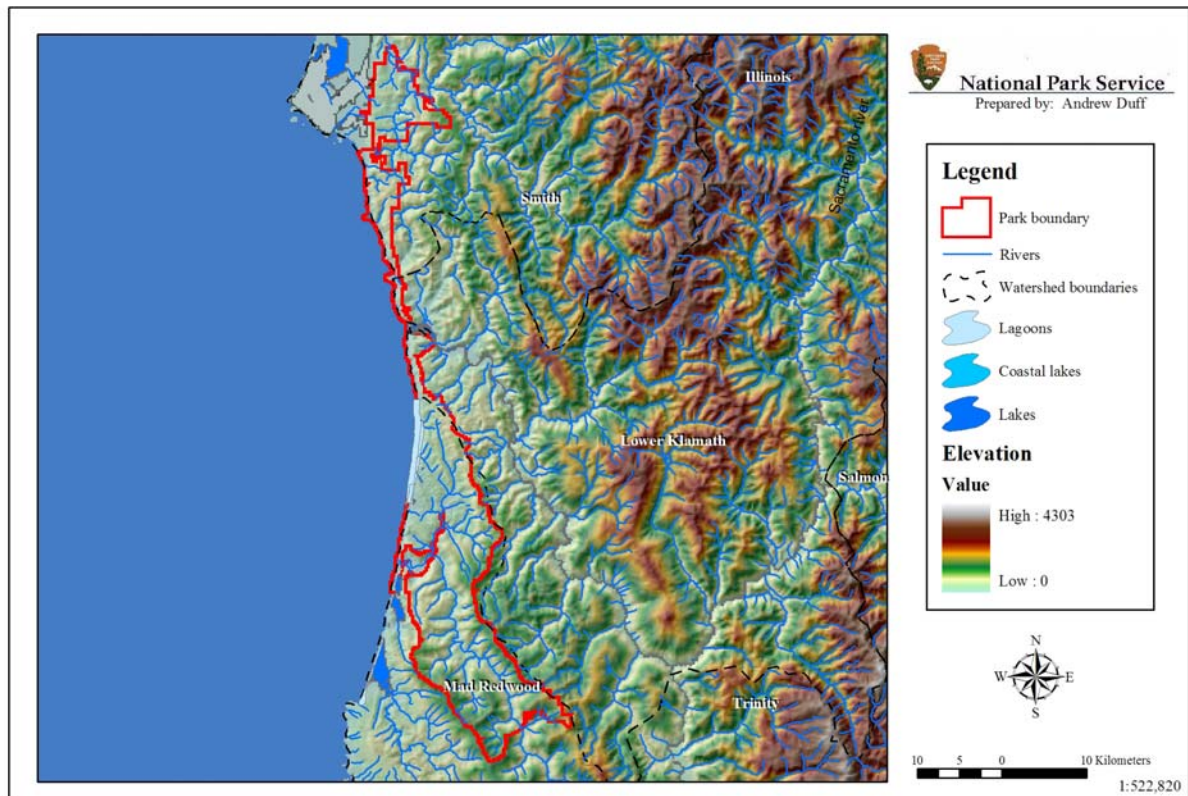 Illinois
Sacramento river
Smith
Lower Klamath
Salmon
Mad Redwood
Trinity
National Park Service
Prepared by: Andrew Duff
Legend
Park boundary
Rivers
Watershed boundaries
Lagoons
Coastal lakes
Lakes
Elevation
Value
High : 4303
Low : 0
N
W E
S
10 5 0 10 Kilometers
1:522,820